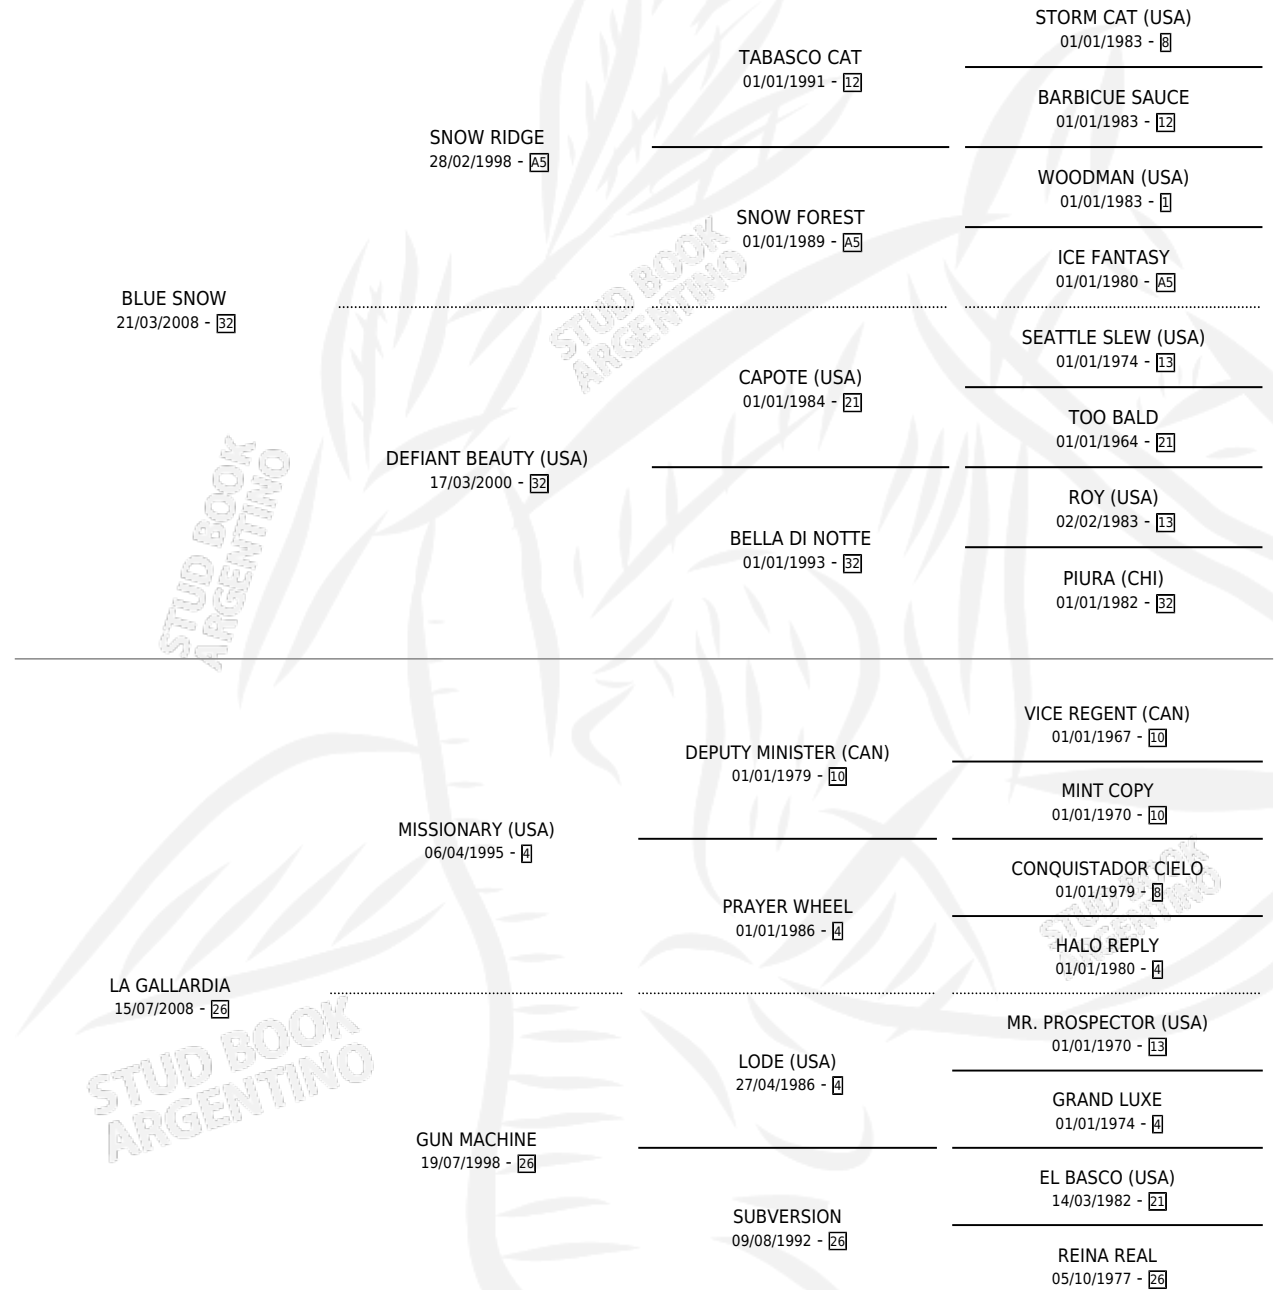 STORM CAT (USA)
01/01/1983 - 8
TABASCO CAT
01/01/1991 - 12
BARBICUE SAUCE
01/01/1983 - 12
SNOW RIDGE
28/02/1998 - A5
WOODMAN (USA)
01/01/1983 - 1
SNOW FOREST
01/01/1989 - A5
ICE FANTASY
01/01/1980 - A5
BLUE SNOW
21/03/2008 - 32
SEATTLE SLEW (USA)
01/01/1974 - 13
CAPOTE (USA)
01/01/1984 - 21
TOO BALD
01/01/1964 - 21
DEFIANT BEAUTY (USA)
17/03/2000 - 32
ROY (USA)
02/02/1983 - 13
BELLA DI NOTTE
01/01/1993 - 32
PIURA (CHI)
01/01/1982 - 32
VICE REGENT (CAN)
01/01/1967 - 10
DEPUTY MINISTER (CAN)
01/01/1979 - 10
MINT COPY
01/01/1970 - 10
MISSIONARY (USA)
06/04/1995 - 4
CONQUISTADOR CIELO
01/01/1979 - 8
PRAYER WHEEL
01/01/1986 - 4
HALO REPLY
01/01/1980 - 4
LA GALLARDIA
15/07/2008 - 26
MR. PROSPECTOR (USA)
01/01/1970 - 13
LODE (USA)
27/04/1986 - 4
GRAND LUXE
01/01/1974 - 4
GUN MACHINE
19/07/1998 - 26
EL BASCO (USA)
14/03/1982 - 21
SUBVERSION
09/08/1992 - 26
REINA REAL
05/10/1977 - 26
STUD BOOK
ARGENTINO
STUD BOOK
ARGENTINO
STUD BOOK
ARGENTINO
STUD BOOK
ARGENTINO